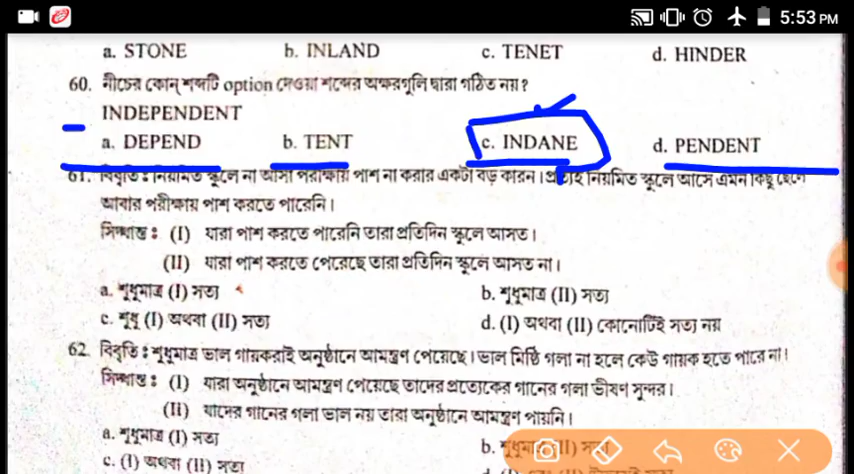 5:53 PM
a. STONE b. INLAND c. TENET d. HINDER
60. নীচের কোন্ শব্দটি option দেওয়া শব্দের অক্ষরগুলি দ্বারা গঠিত নয়?
INDEPENDENT
a. DEPEND b. TENT c. INDANE d. PENDENT
61. বিবৃতি : নিয়মিত স্কুলে না আসা পরীক্ষায় পাশ না করার একটা বড় কারন। প্রত্যেই নিয়মিত স্কুলে আসে এমন কিছু ছেলে
আবার পরীক্ষায় পাশ করতে পারেনি।
সিদ্ধান্ত : (I) যারা পাশ করতে পারেনি তারা প্রতিদিন স্কুলে আসত।
(II) যারা পাশ করতে পেরেছে তারা প্রতিদিন স্কুলে আসত না।
a. শুধুমাত্র (I) সত্য b. শুধুমাত্র (II) সত্য
c. শুধু (I) অথবা (II) সত্য d. (I) অথবা (II) কোনোটিই সত্য নয়
62. বিবৃতি : শুধুমাত্র ভাল গায়করাই অনুষ্ঠানে আমন্ত্রণ পেয়েছে। ভাল মিষ্ঠি গলা না হলে কেউ গায়ক হতে পারে না।
সিদ্ধান্ত : (I) যারা অনুষ্ঠানে আমন্ত্রণ পেয়েছে তাদের প্রত্যেকের গানের গলা ভীষণ সুন্দর।
(II) যাদের গানের গলা ভাল নয় তারা অনুষ্ঠানে আমন্ত্রণ পায়নি।
a. শুধুমাত্র (I) সত্য b. শুধুমাত্র (II) সত্য
c. (I) অথবা (II) সত্য